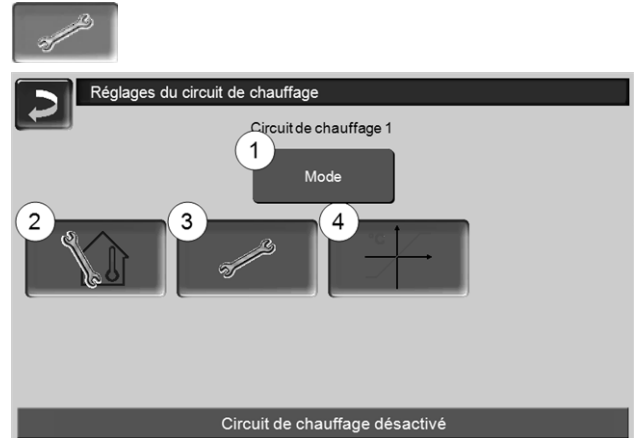 Réglages du circuit de chauffage
Circuit de chauffage 1
1
Mode
2
3
4
°C
Circuit de chauffage désactivé